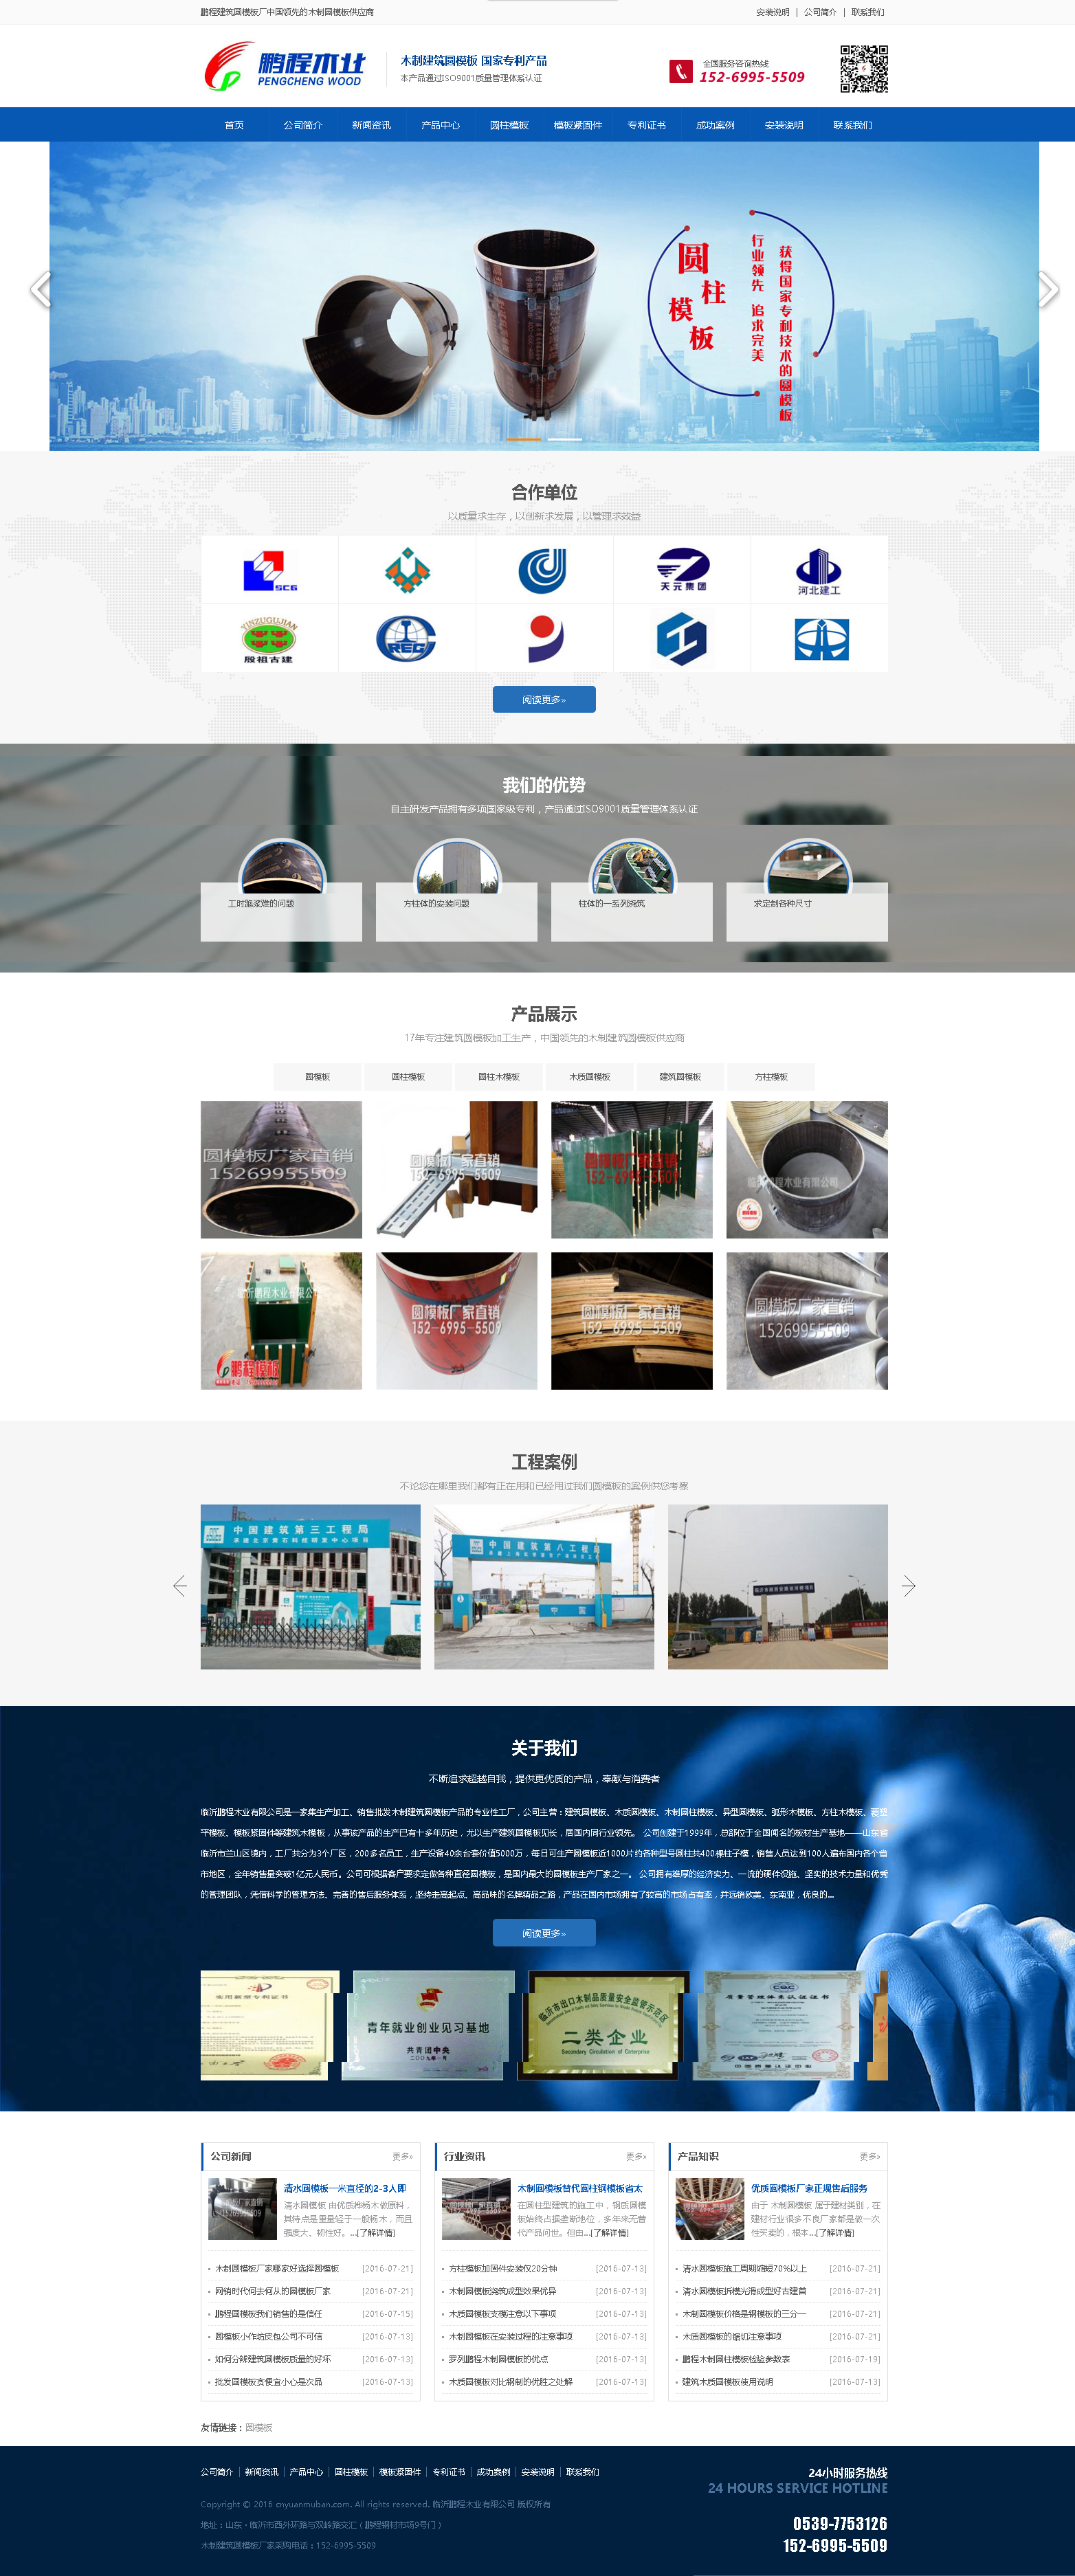 鹏程建筑圆模板厂中国领先的木制圆模板供应商
安装说明 | 公司简介 | 联系我们
鹏程木业
PENGCHENG WOOD
木制建筑圆模板 国家专利产品
本产品通过ISO9001质量管理体系认证
全国服务咨询热线
152-6995-5509
首页 公司简介 新闻资讯 产品中心 圆柱模板 模板紧固件 专利证书 成功案例 安装说明 联系我们
圆柱模板
行业领先 追求完美
获得国家专利技术的圆模板
合作单位
以质量求生存，以创新求发展，以管理求效益
SCG
天元集团
河北建工
YINZUGUJIAN
殷祖古建
REC
阅读更多»
我们的优势
自主研发产品拥有多项国家级专利，产品通过ISO9001质量管理体系认证
工时跑浆难的问题
方柱体的安装问题
柱体的一系列浇筑
求定制各种尺寸
产品展示
17年专注建筑圆模板加工生产，中国领先的木制建筑圆模板供应商
圆模板 圆柱模板 圆柱木模板 木质圆模板 建筑圆模板 方柱模板
圆模板厂家直销
15269955509
圆模板厂家直销
152-6995-5509
圆模板厂家直销
152-6995-5509
临沂鹏程木业有限公司
临沂鹏程木业有限公司
鹏程模板
圆模板厂家直销
152-6995-5509
圆模板厂家直销
152-6995-5509
圆模板厂家直销
15269955509
工程案例
不论您在哪里我们都有正在用和已经用过我们圆模板的案例供您考察
中国建筑第三工程局
中国建筑第八工程局
中国
关于我们
不断追求超越自我，提供更优质的产品，奉献与消费者
临沂鹏程木业有限公司是一家集生产加工、销售批发木制建筑圆模板产品的专业性工厂，公司主营：建筑圆模板、木质圆模板、木制圆柱模板、异型圆模板、弧形木模板、方柱木模板、覆塑
平模板、模板紧固件等建筑木模板，从事该产品的生产已有十多年历史，尤以生产建筑圆模板见长，居国内同行业领先。 公司创建于1999年，总部位于全国闻名的板材生产基地——山东省
临沂市兰山区境内，工厂共分为3个厂区，200多名员工，生产设备40余台套价值5000万，每日可生产圆模板近1000片约各种型号圆柱共400棵柱子模，销售人员达到100人遍布国内各个省
市地区，全年销售量突破1亿元人民币。公司可根据客户要求定做各种直径圆模板，是国内最大的圆模板生产厂家之一。 公司拥有雄厚的经济实力、一流的硬件设施、坚实的技术力量和优秀
的管理团队，凭借科学的管理方法、完善的售后服务体系，坚持走高起点、高品味的名牌精品之路，产品在国内市场拥有了较高的市场占有率，并远销欧美、东南亚，优良的...
阅读更多»
实用新型专利证书
青年就业创业见习基地
共青团中央
二〇〇九年一月
临沂市出口木制品质量安全监管示范区
二类企业
Secondary Circulation of Enterprise
CQC
质量管理体系认证证书
公司新闻 更多»
清水圆模板一米直径的2-3人即
清水圆模板 由优质桦杨木做原料，
其特点是重量轻于一般杨木，而且
强度大、韧性好。...[了解详情]
木制圆模板厂家哪家好选择圆模板 [2016-07-21]
网销时代何去何从的圆模板厂家 [2016-07-21]
鹏程圆模板我们销售的是信任 [2016-07-15]
圆模板小作坊皮包公司不可信 [2016-07-13]
如何分辨建筑圆模板质量的好坏 [2016-07-13]
批发圆模板贪便宜小心是次品 [2016-07-13]
行业资讯 更多»
木制圆模板替代圆柱钢模板省太
在圆柱型建筑的施工中，钢质圆模
板始终占据垄断地位，多年来无替
代产品问世。但由...[了解详情]
方柱模板加固件安装仅20分钟 [2016-07-13]
木制圆模板浇筑成型效果优异 [2016-07-13]
木质圆模板支模注意以下事项 [2016-07-13]
木制圆模板在安装过程的注意事项 [2016-07-13]
罗列鹏程木制圆模板的优点 [2016-07-13]
木质圆模板对比钢制的优胜之处解 [2016-07-13]
产品知识 更多»
优质圆模板厂家正规售后服务
由于 木制圆模板 属于建材类别，在
建材行业很多不良厂家都是做一次
性买卖的，根本...[了解详情]
清水圆模板施工周期缩短70%以上 [2016-07-21]
清水圆模板拆模光滑成型好古建首 [2016-07-21]
木制圆模板价格是钢模板的三分一 [2016-07-21]
木质圆模板的锯切注意事项 [2016-07-21]
鹏程木制圆柱模板检验参数表 [2016-07-19]
建筑木质圆模板使用说明 [2016-07-13]
友情链接：圆模板
公司简介 | 新闻资讯 | 产品中心 | 圆柱模板 | 模板紧固件 | 专利证书 | 成功案例 | 安装说明 | 联系我们
Copyright © 2016 cnyuanmuban.com. All rights reserved. 临沂鹏程木业有限公司 版权所有
地址：山东·临沂市西外环路与双岭路交汇（鹏程钢材市场9号门）
木制建筑圆模板厂家采购电话：152-6995-5509
24小时服务热线
24 HOURS SERVICE HOTLINE
0539-7753126
152-6995-5509